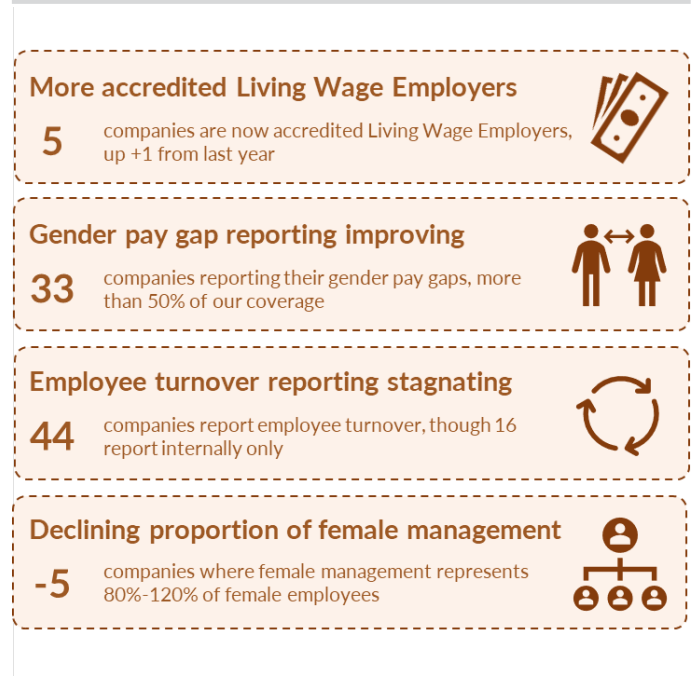 More accredited Living Wage Employers
5
companies are now accredited Living Wage Employers,
up +1 from last year
Gender pay gap reporting improving
33
companies reporting their gender pay gaps, more
than 50% of our coverage
Employee turnover reporting stagnating
44
companies report employee turnover, though 16
report internally only
Declining proportion of female management
-5
companies where female management represents
80%-120% of female employees